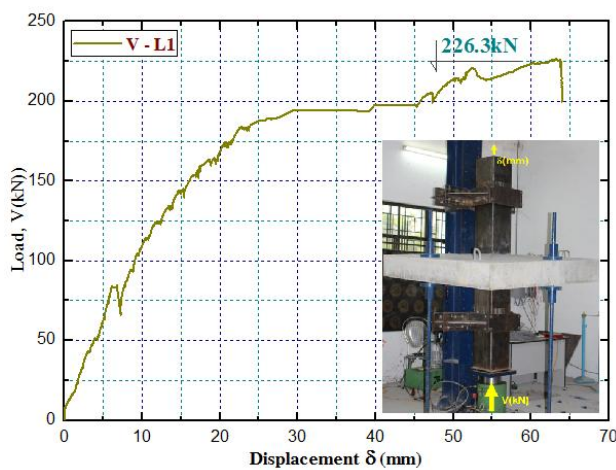 250
V - L1
226.3kN
200
150
100
50
0
Load, V(kN)
δ(mm)
V(kN)
0 10 20 30 40 50 60 70
Displacement δ (mm)